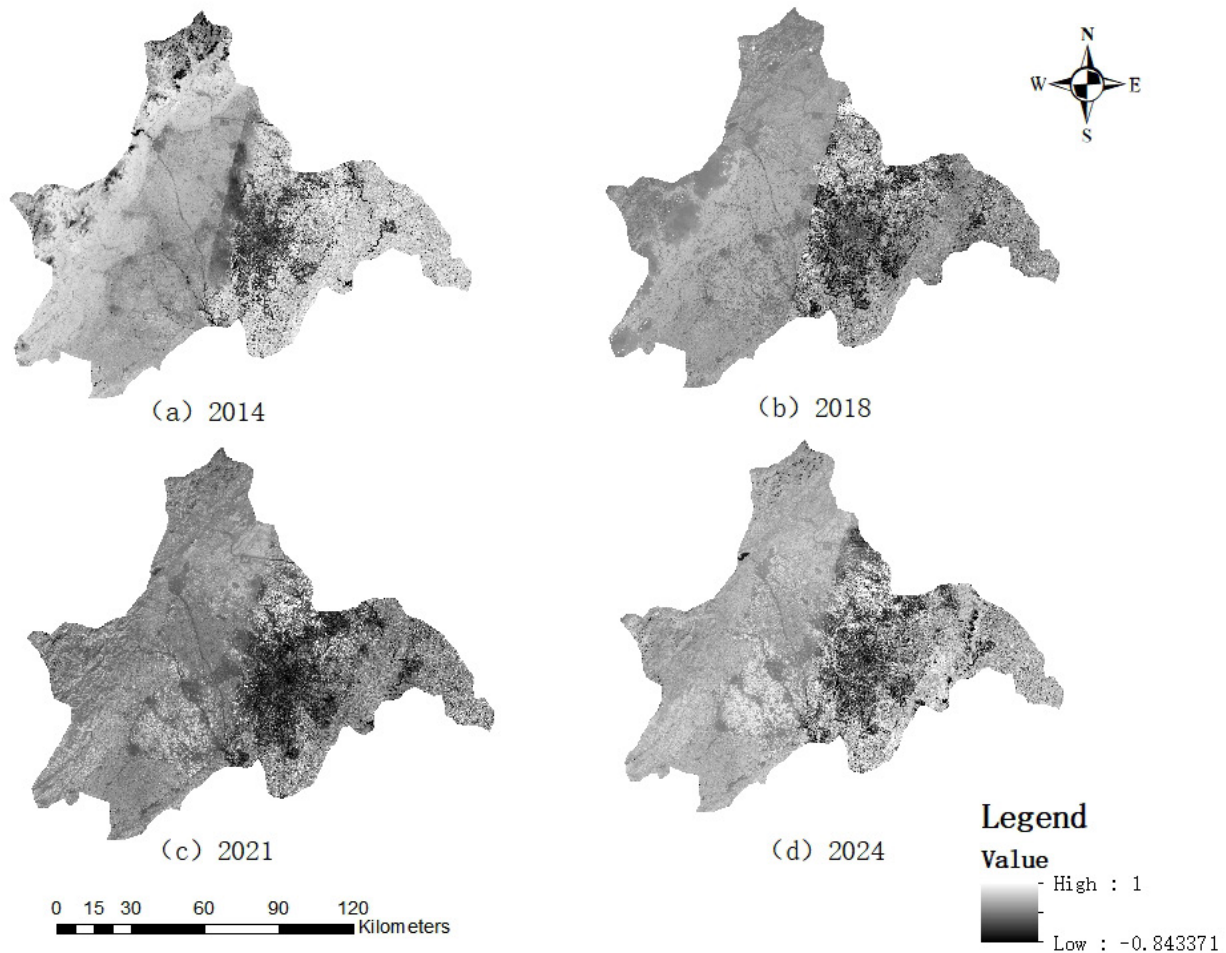 N
W E
S
（a）2014
（b）2018
（c）2021
（d）2024
Legend
Value
High : 1
Low : -0.843371
0 15 30 60 90 120
Kilometers